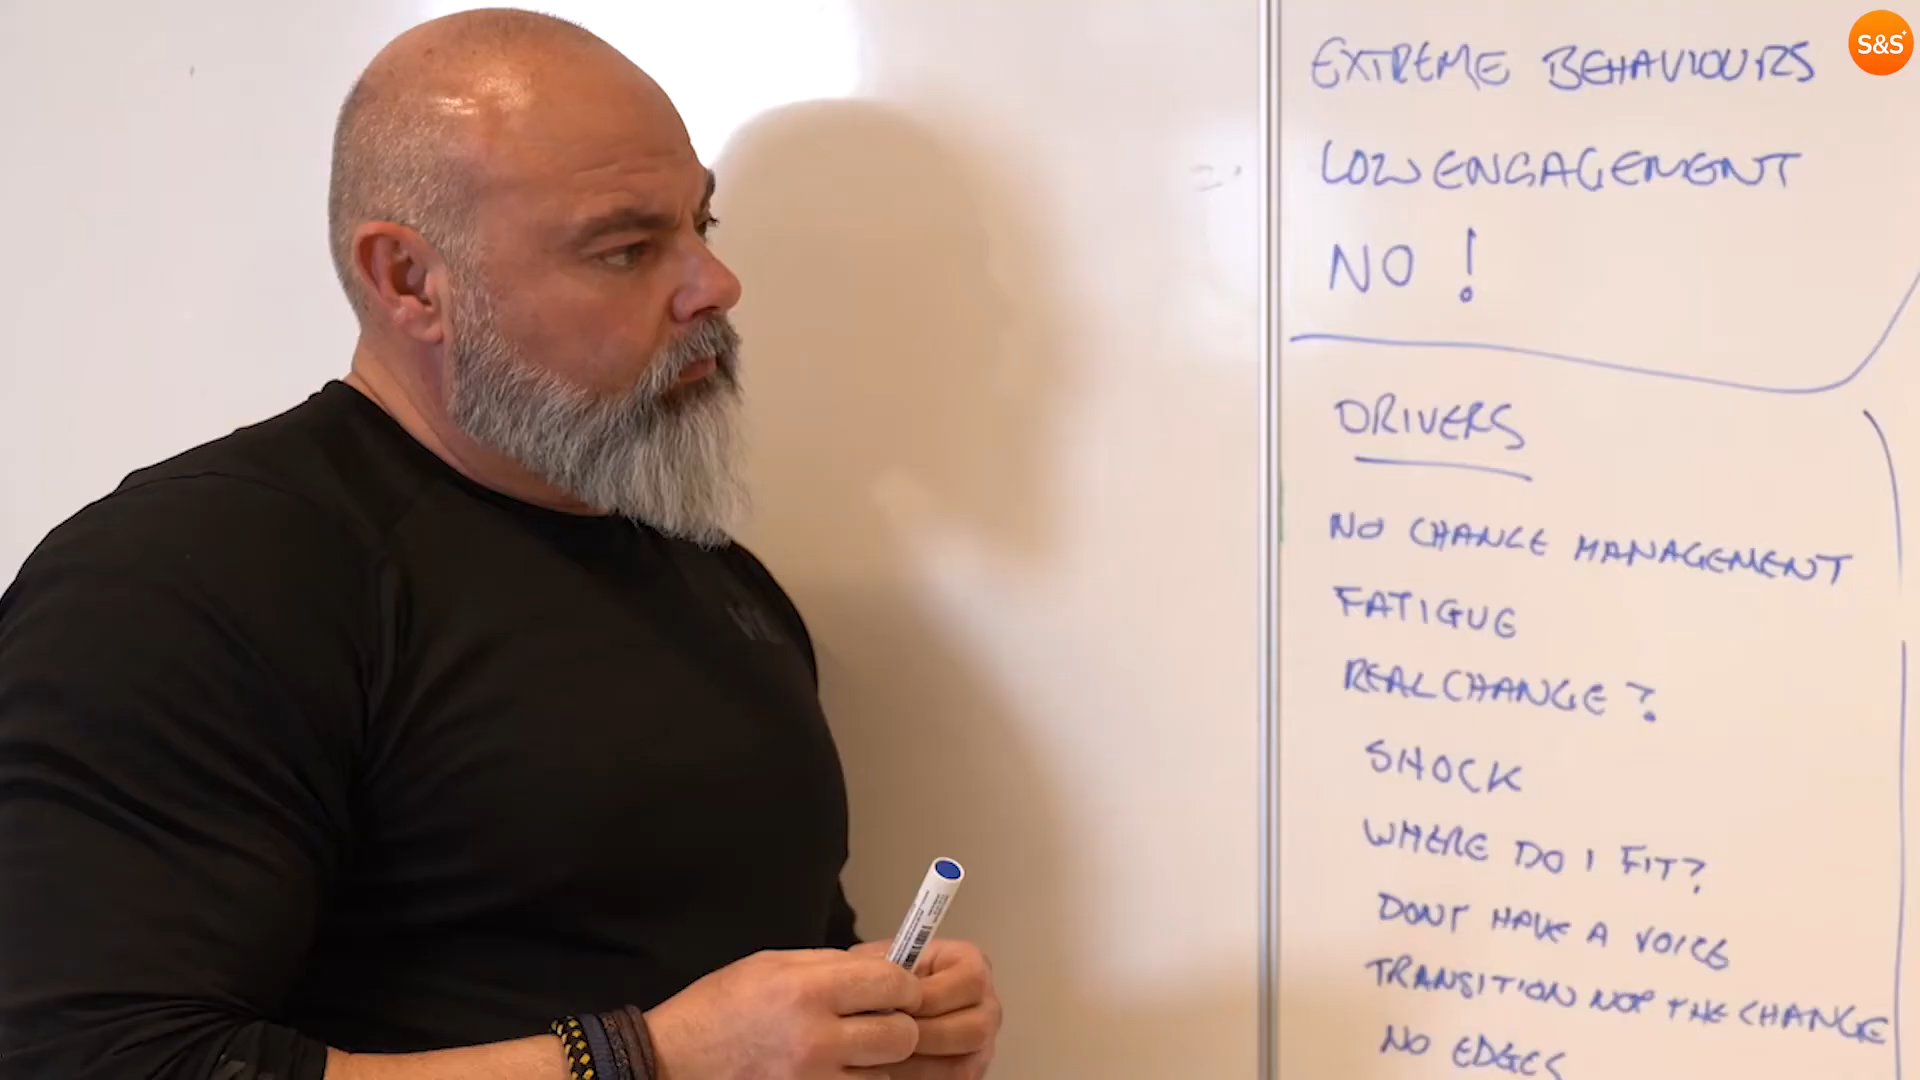 S&S+
EXTREME BEHAVIOURS
LOW ENGAGEMENT
NO!
DRIVERS
NO CHANGE MANAGEMENT
FATIGUE
REAL CHANGE?
SHOCK
WHERE DO I FIT?
DONT HAVE A VOICE
TRANSITION NOT THE CHANGE
NO EDGES